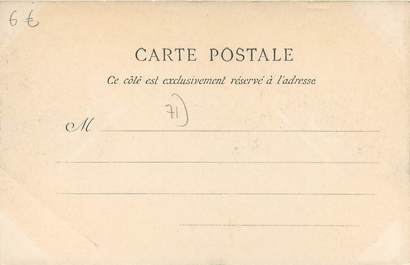 6 €
CARTE POSTALE
Ce côté est exclusivement réservé à l'adresse
71)
M